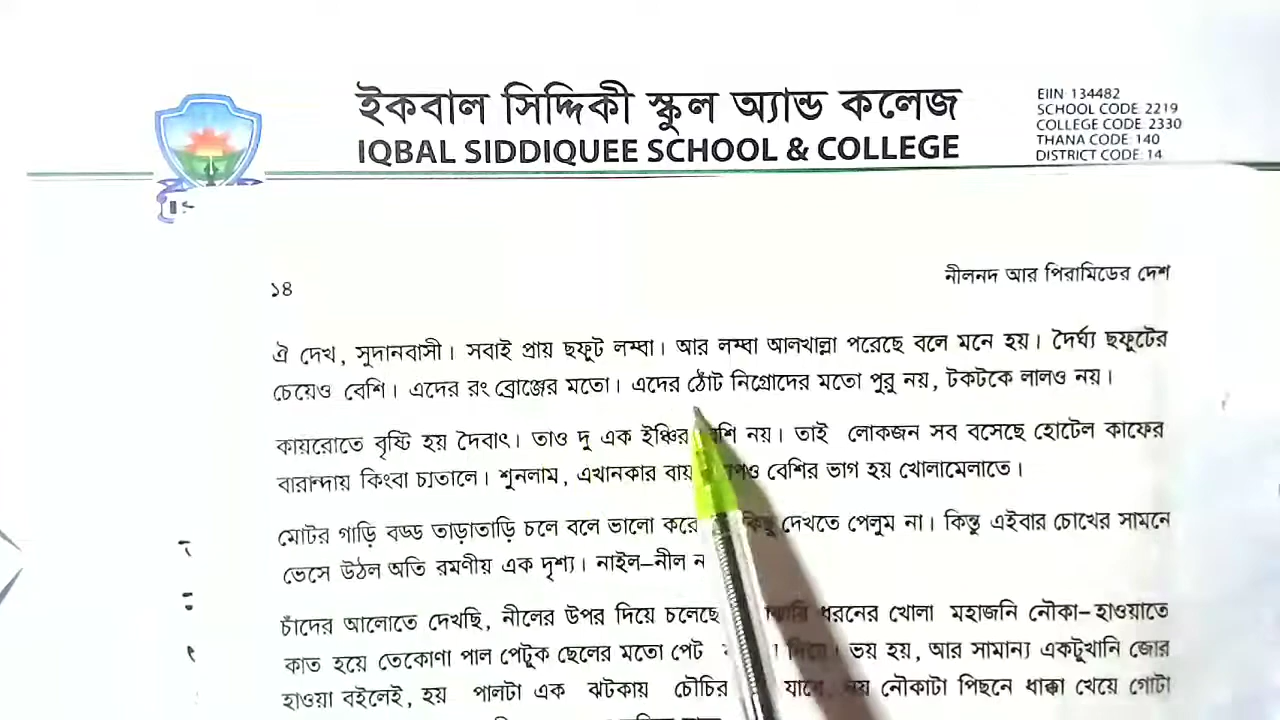 ইকবাল সিদ্দিকী স্কুল অ্যান্ড কলেজ
IQBAL SIDDIQUEE SCHOOL & COLLEGE
EIIN: 134482
SCHOOL CODE: 2219
COLLEGE CODE: 2330
THANA CODE: 140
DISTRICT CODE: 14
১৪
নীলনদ আর পিরামিডের দেশ
ঐ দেখ, সুদানবাসী। সবাই প্রায় ছফুট লম্বা। আর লম্বা আলখাল্লা পরেছে বলে মনে হয়। দৈর্ঘ্য ছফুটের
চেয়েও বেশি। এদের রং ব্রোঞ্জের মতো। এদের ঠোঁট নিগ্রোদের মতো পুরু নয়, টকটকে লালও নয়।
কায়রোতে বৃষ্টি হয় দৈবাৎ। তাও দু এক ইঞ্চির নয়। তাই লোকজন সব বসেছে হোটেল কাফের
বারান্দায় কিংবা চাতালে। শুনলাম, এখানকার বেশির ভাগ হয় খোলামেলাতে।
মোটর গাড়ি বড্ড তাড়াতাড়ি চলে বলে ভালো করে কিছু দেখতে পেলুম না। কিন্তু এইবার চোখের সামনে
ভেসে উঠল অতি রমণীয় এক দৃশ্য। নাইল–নীল
চাঁদের আলোতে দেখছি, নীলের উপর দিয়ে চলেছে ধরনের খোলা মহাজনি নৌকা–হাওয়াতে
কাত হয়ে তেকোণা পাল পেটুক ছেলের মতো পেট ভয় হয়, আর সামান্য একটুখানি জোর
হাওয়া বইলেই, হয় পালটা এক ঝটকায় চৌচির যাবে, নৌকাটা পিছনে ধাক্কা খেয়ে গোটা